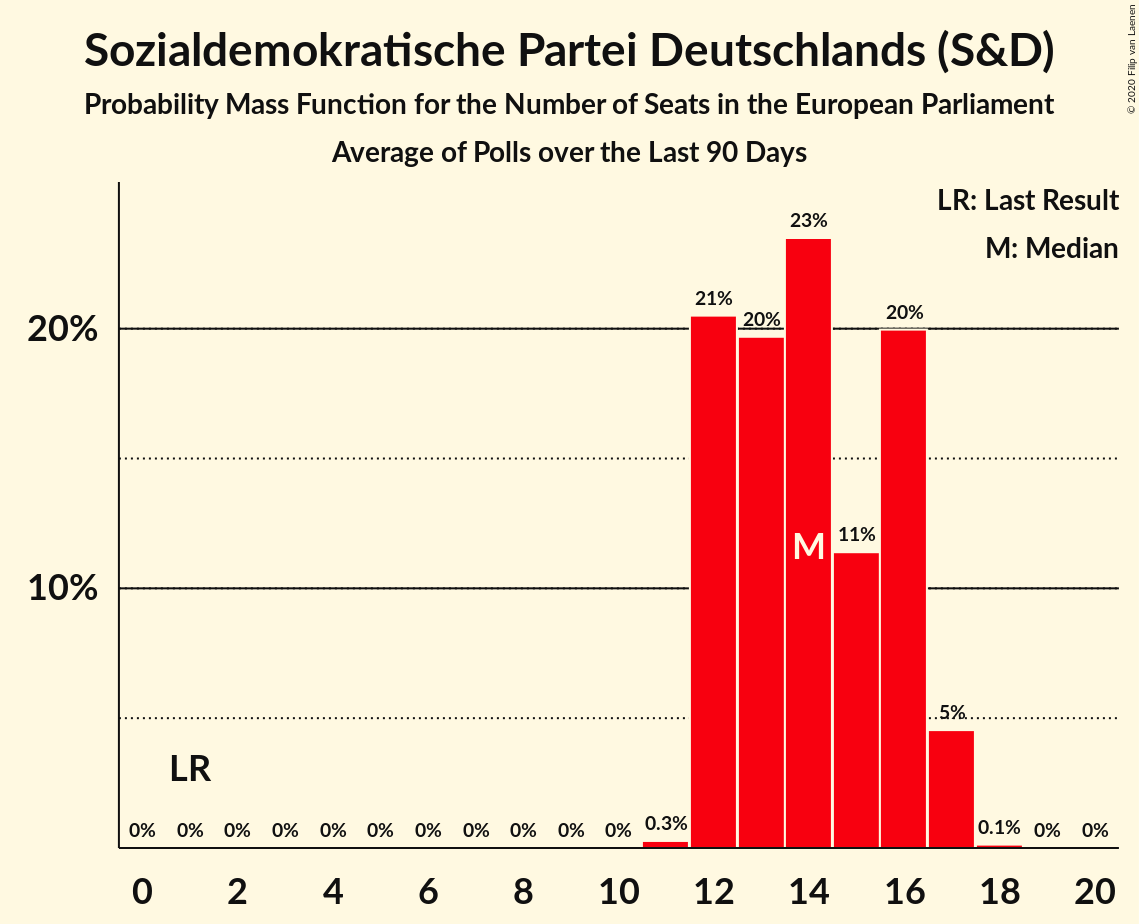 Sozialdemokratische Partei Deutschlands (S&D)
Probability Mass Function for the Number of Seats in the European Parliament
Average of Polls over the Last 90 Days
© 2020 Filip van Laenen
LR: Last Result
M: Median
23%
21%
20%
20%
20%
11%
M
10%
5%
LR
0% 0% 0% 0% 0% 0% 0% 0% 0% 0% 0% 0.3% 0.1% 0% 0%
0 2 4 6 8 10 12 14 16 18 20